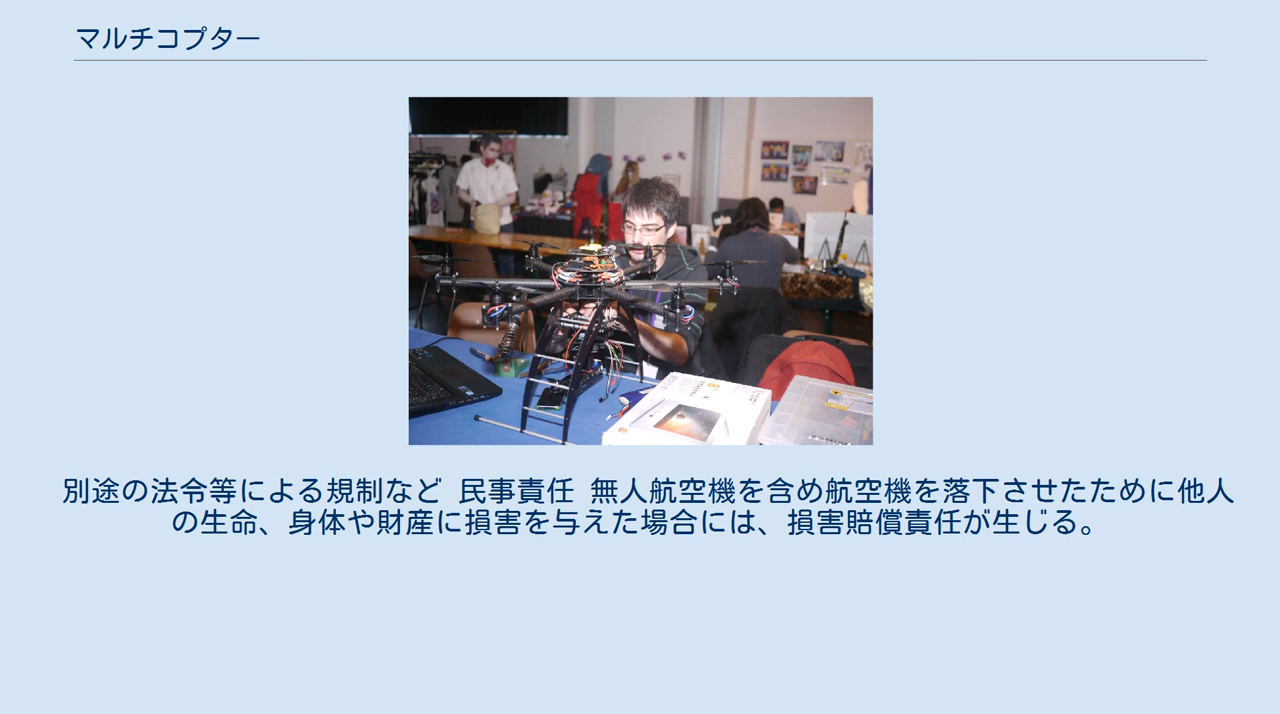 マルチコプター
別途の法令等による規制など 民事責任 無人航空機を含め航空機を落下させたために他人
の生命、身体や財産に損害を与えた場合には、損害賠償責任が生じる。